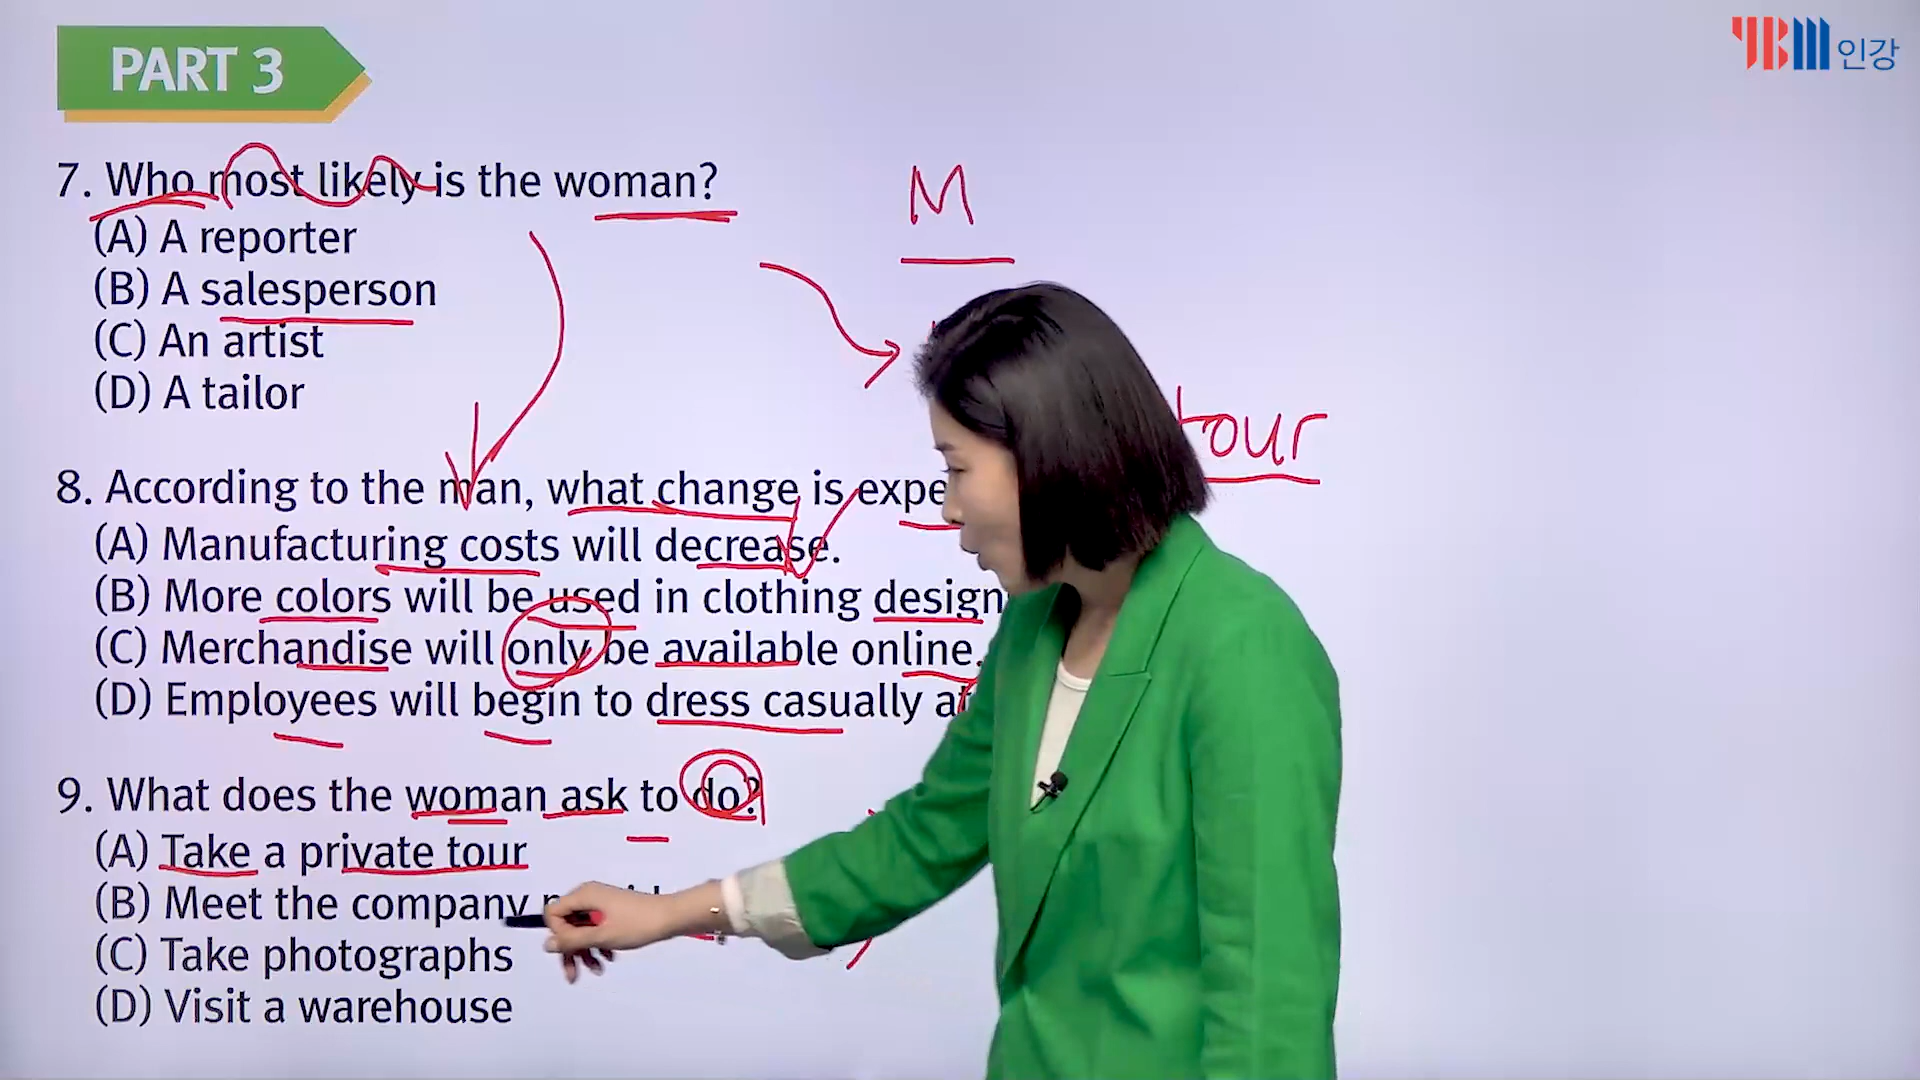 PART 3
YBM 인강
7. Who most likely is the woman?
(A) A reporter
(B) A salesperson
(C) An artist
(D) A tailor
M
tour
8. According to the man, what change is
(A) Manufacturing costs will decrease.
(B) More colors will be used in clothing design
(C) Merchandise will only be available online.
(D) Employees will begin to dress casually
9. What does the woman ask to do?
(A) Take a private tour
(B) Meet the company
(C) Take photographs
(D) Visit a warehouse